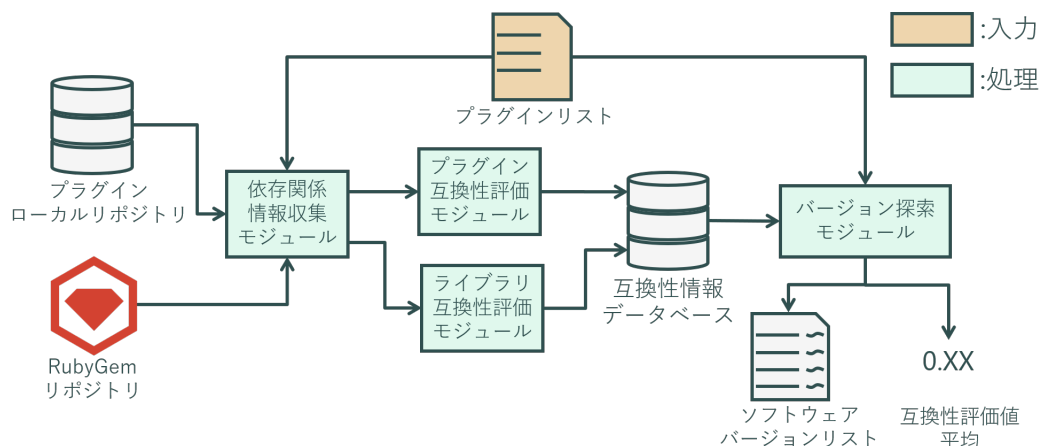 :入力
:処理
プラグインリスト
プラグイン
ローカルリポジトリ
依存関係
情報収集
モジュール
プラグイン
互換性評価
モジュール
ライブラリ
互換性評価
モジュール
互換性情報
データベース
バージョン探索
モジュール
RubyGem
リポジトリ
ソフトウェア
バージョンリスト
0.XX
互換性評価値
平均